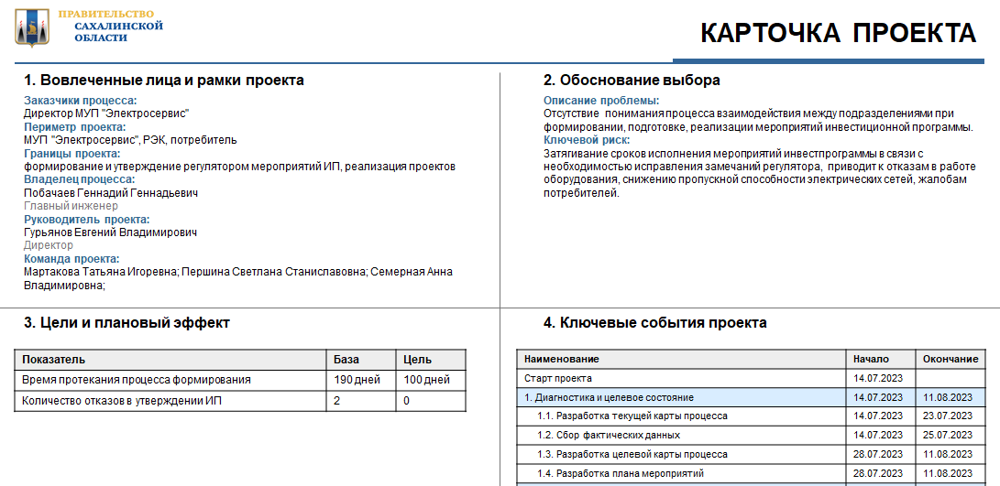 ПРАВИТЕЛЬСТВО
САХАЛИНСКОЙ
ОБЛАСТИ
КАРТОЧКА ПРОЕКТА
1. Вовлеченные лица и рамки проекта
Заказчики процесса:
Директор МУП "Электросервис"
Периметр проекта:
МУП "Электросервис", РЭК, потребитель
Границы проекта:
формирование и утверждение регулятором мероприятий ИП, реализация проектов
Владелец процесса:
Побачаев Геннадий Геннадьевич
Главный инженер
Руководитель проекта:
Гурьянов Евгений Владимирович
Директор
Команда проекта:
Мартакова Татьяна Игоревна; Першина Светлана Станиславовна; Семерная Анна
Владимировна;
2. Обоснование выбора
Описание проблемы:
Отсутствие понимания процесса взаимодействия между подразделениями при
формировании, подготовке, реализации мероприятий инвестиционной программы.
Ключевой риск:
Затягивание сроков исполнения мероприятий инвестпрограммы в связи с
необходимостью исправления замечаний регулятора, приводит к отказам в работе
оборудования, снижению пропускной способности электрических сетей, жалобам
потребителей.
3. Цели и плановый эффект
Показатель База Цель
Время протекания процесса формирования 190 дней 100 дней
Количество отказов в утверждении ИП 2 0
4. Ключевые события проекта
Наименование Начало Окончание
Старт проекта 14.07.2023
1. Диагностика и целевое состояние 14.07.2023 11.08.2023
1.1. Разработка текущей карты процесса 14.07.2023 23.07.2023
1.2. Сбор фактических данных 14.07.2023 25.07.2023
1.3. Разработка целевой карты процесса 28.07.2023 11.08.2023
1.4. Разработка плана мероприятий 28.07.2023 11.08.2023